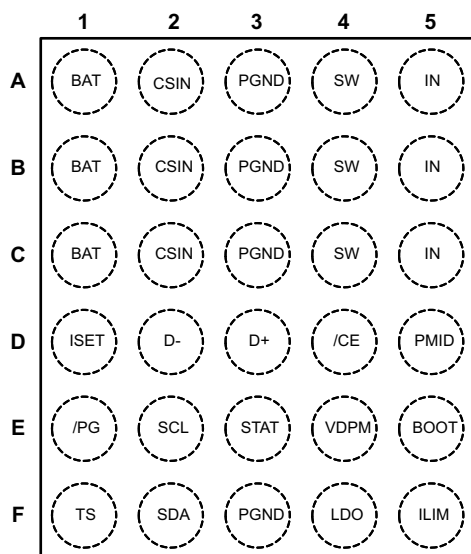 1 2 3 4 5
A BAT CSIN PGND SW IN
B BAT CSIN PGND SW IN
C BAT CSIN PGND SW IN
D ISET D- D+ /CE PMID
E /PG SCL STAT VDPM BOOT
F TS SDA PGND LDO ILIM